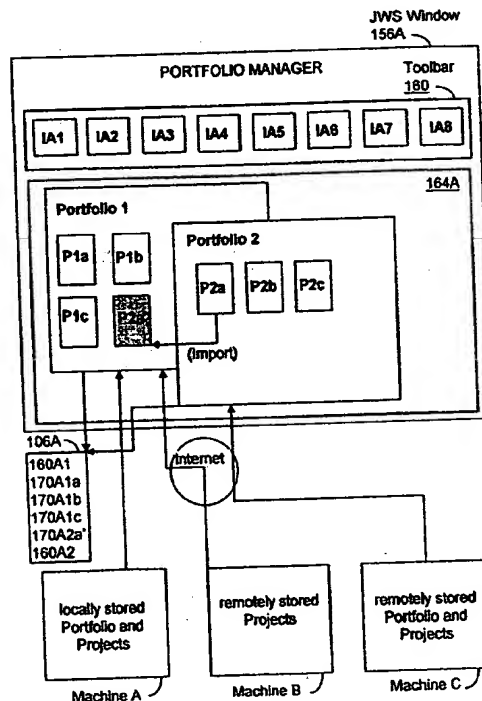 JWS Window
156A
PORTFOLIO MANAGER
Toolbar
180
IA1 IA2 IA3 IA4 IA5 IA6 IA7 IA8
164A
Portfolio 1
Portfolio 2
P1a P1b
P2a P2b P2c
P1c
(Import)
106A
160A1
170A1a
170A1b
170A1c
170A2a'
160A2
Internet
locally stored
Portfolio and
Projects
remotely stored
Projects
remotely stored
Portfolio and
Projects
Machine A
Machine B
Machine C